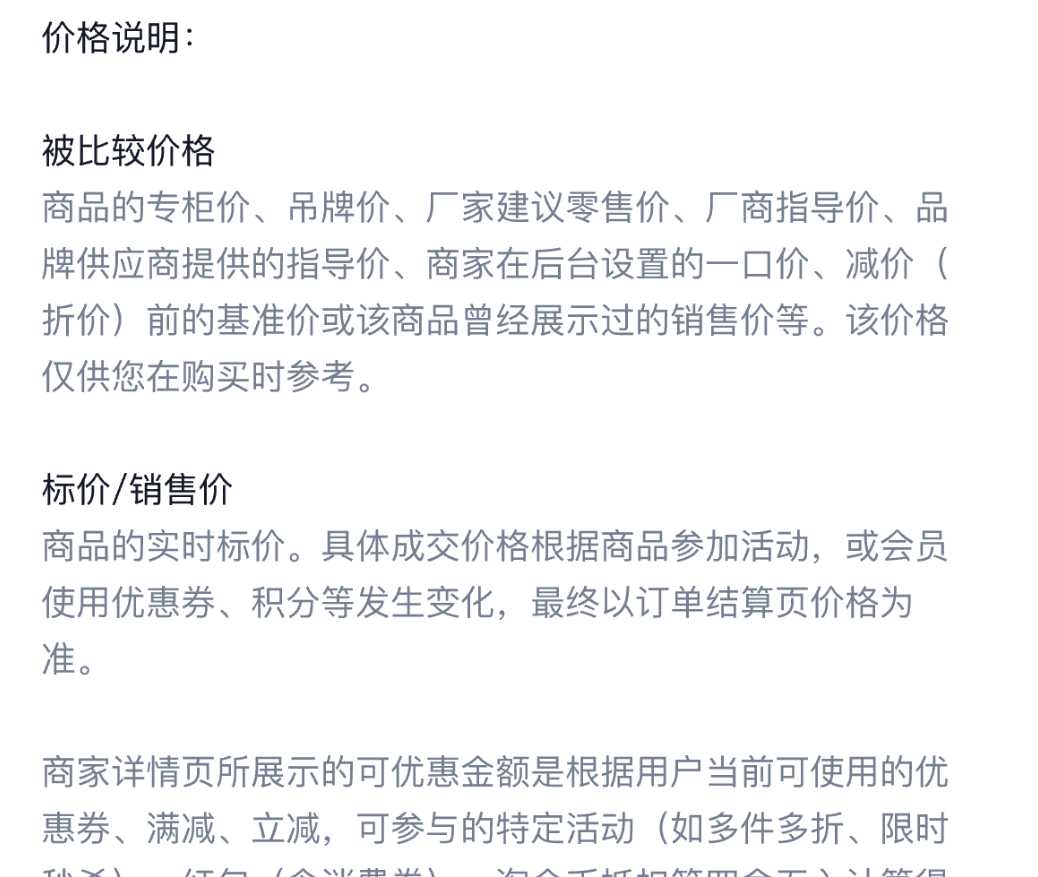 价格说明：
被比较价格
商品的专柜价、吊牌价、厂家建议零售价、厂商指导价、品
牌供应商提供的指导价、商家在后台设置的一口价、减价（
折价）前的基准价或该商品曾经展示过的销售价等。该价格
仅供您在购买时参考。
标价/销售价
商品的实时标价。具体成交价格根据商品参加活动，或会员
使用优惠券、积分等发生变化，最终以订单结算页价格为
准。
商家详情页所展示的可优惠金额是根据用户当前可使用的优
惠券、满减、立减，可参与的特定活动（如多件多折、限时